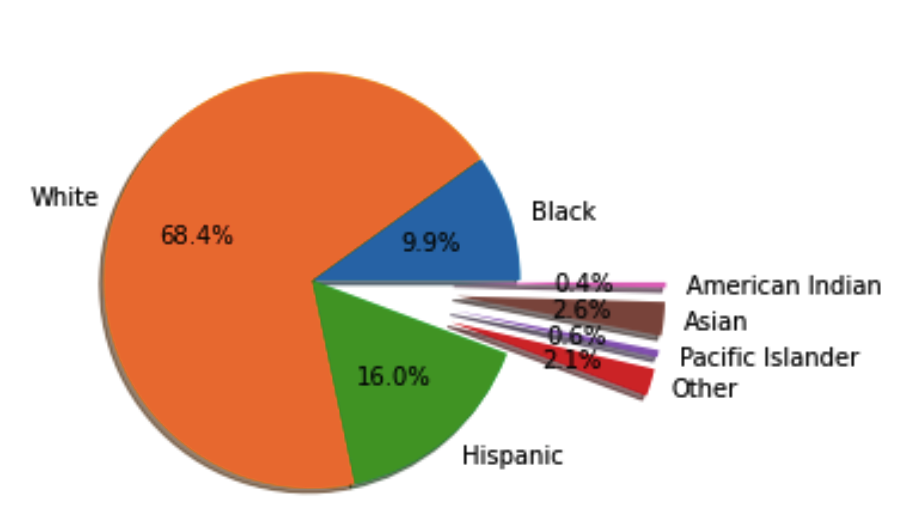 White
68.4%
Black
9.9%
0.4%
American Indian
2.6%
Asian
0.6%
Pacific Islander
2.1%
Other
16.0%
Hispanic